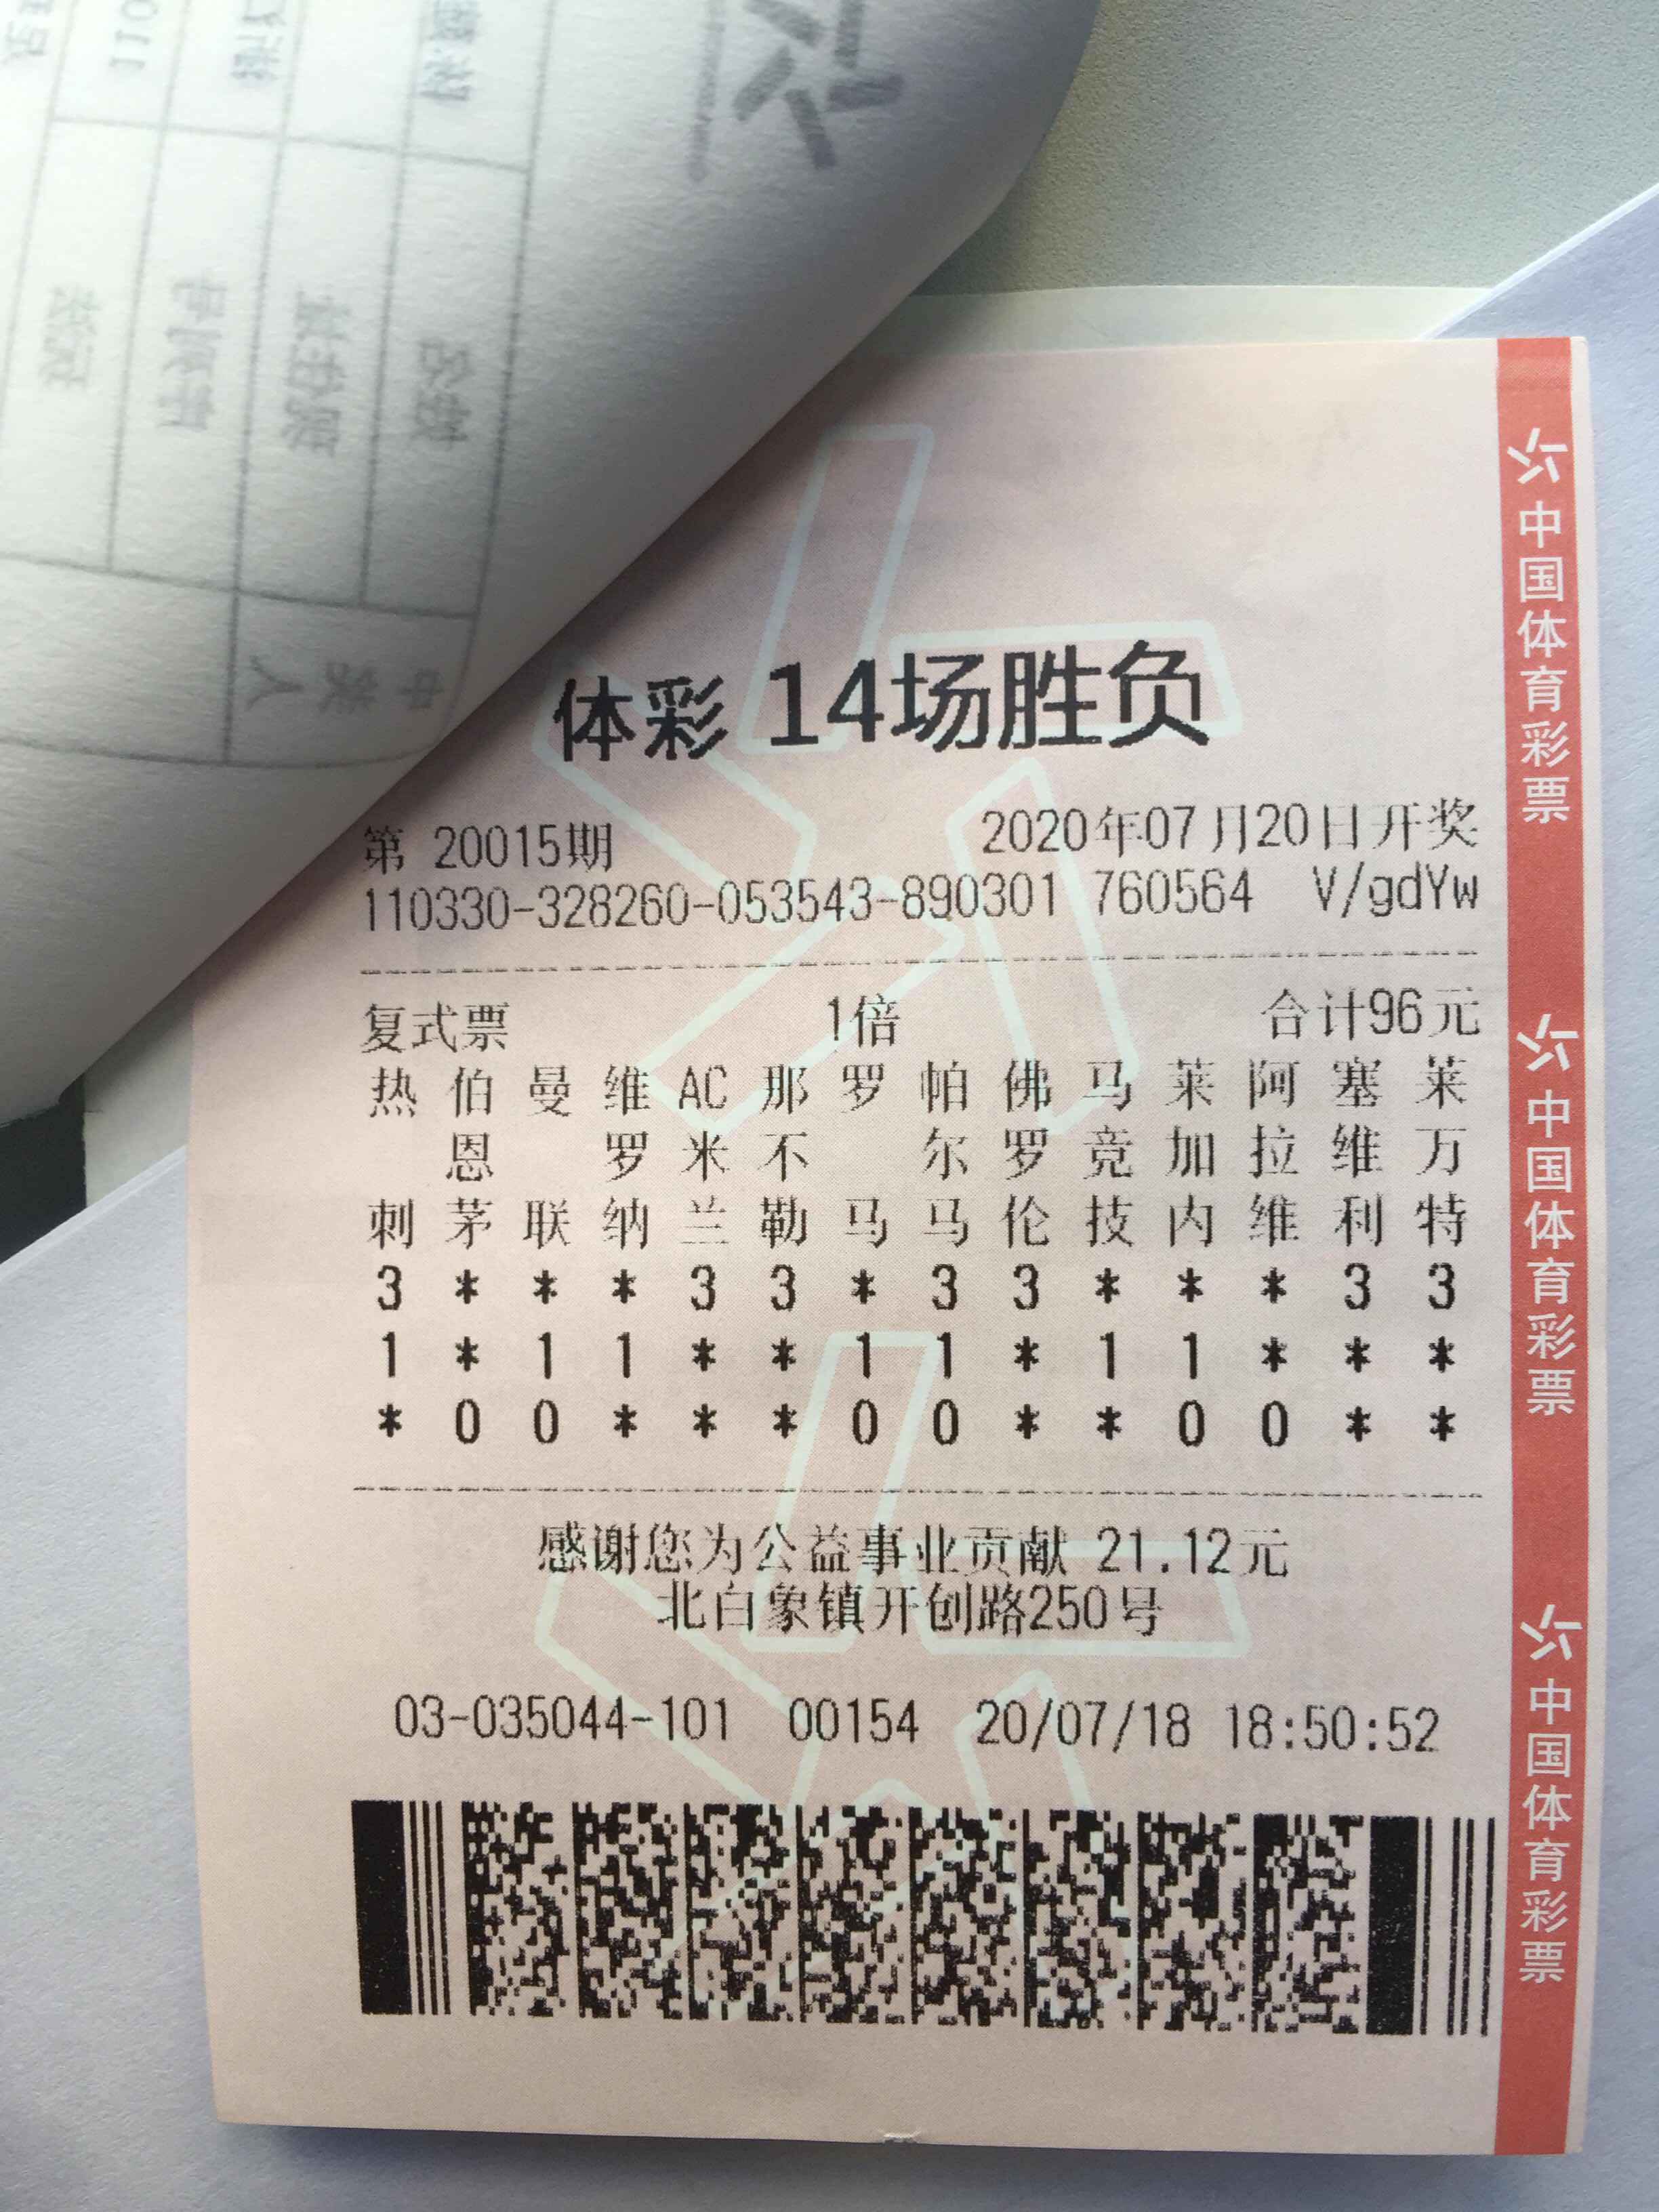 体彩 14场胜负
第 20015期 2020年07月20日开奖
110330-328260-053543-890301 760564 V/gdYw
复式票 1倍 合计96元
热 伯 曼 维 AC 那 罗 帕 佛 马 莱 阿 塞 莱
恩 罗 米 不 尔 罗 竞 加 拉 维 万
刺 茅 联 纳 兰 勒 马 马 伦 技 内 维 利 特
3 * * * 3 3 * 3 3 * * * 3 3
1 * 1 1 * * 1 1 * 1 1 * * *
* 0 0 * * * 0 0 * * 0 0 * *
感谢您为公益事业贡献 21.12元
北白象镇开创路250号
03-035044-101 00154 20/07/18 18:50:52
中国体育彩票
中国体育彩票
中国体育彩票
中奖人